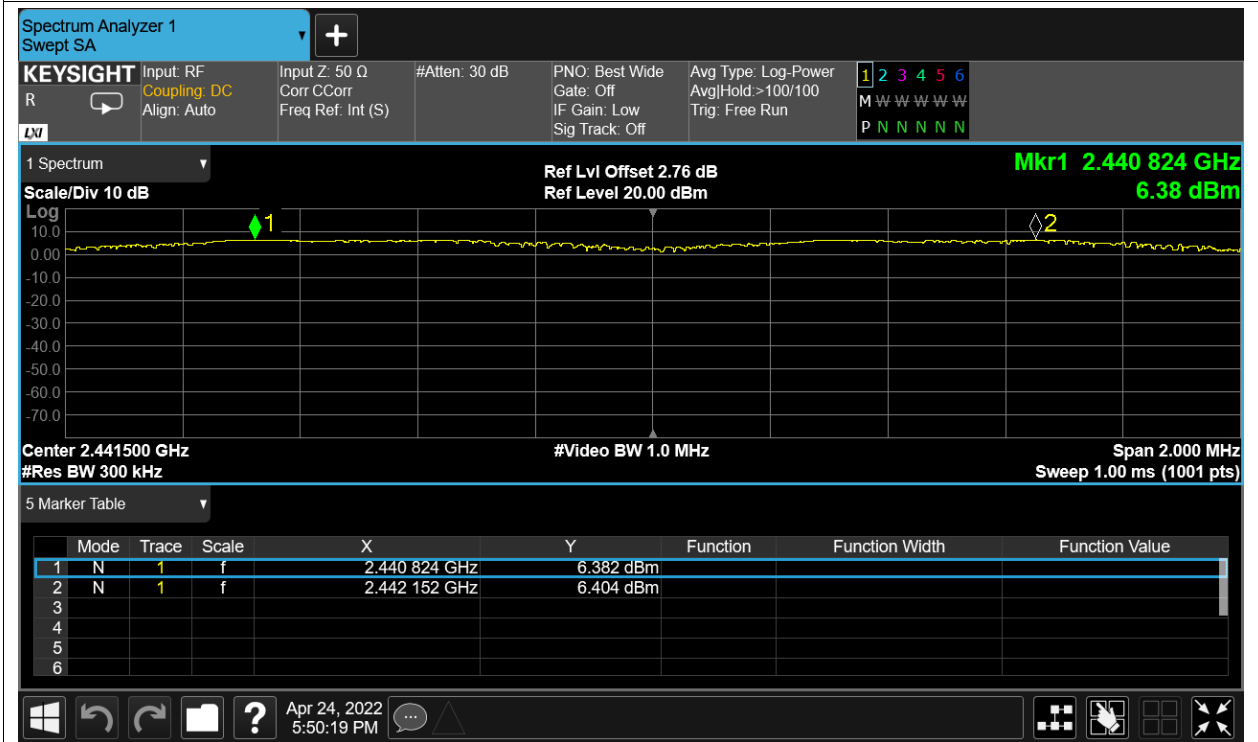 Spectrum Analyzer 1
Swept SA
+
KEYSIGHT Input: RF Input Z: 50 Ω #Atten: 30 dB PNO: Best Wide Avg Type: Log-Power 1 2 3 4 5 6
R Coupling: DC Corr CCorr Gate: Off Avg|Hold:>100/100 M W W W W W
Align: Auto Freq Ref: Int (S) IF Gain: Low Trig: Free Run
LXI Sig Track: Off P N N N N N
1 Spectrum Ref Lvl Offset 2.76 dB Mkr1 2.440 824 GHz
Scale/Div 10 dB Ref Level 20.00 dBm 6.38 dBm
Log
1 2
10.0
0.00
-10.0
-20.0
-30.0
-40.0
-50.0
-60.0
-70.0
Center 2.441500 GHz #Video BW 1.0 MHz Span 2.000 MHz
#Res BW 300 kHz Sweep 1.00 ms (1001 pts)
5 Marker Table
Mode Trace Scale X Y Function Function Width Function Value
1 N 1 f 2.440 824 GHz 6.382 dBm
2 N 1 f 2.442 152 GHz 6.404 dBm
3
4
5
6
? Apr 24, 2022
5:50:19 PM